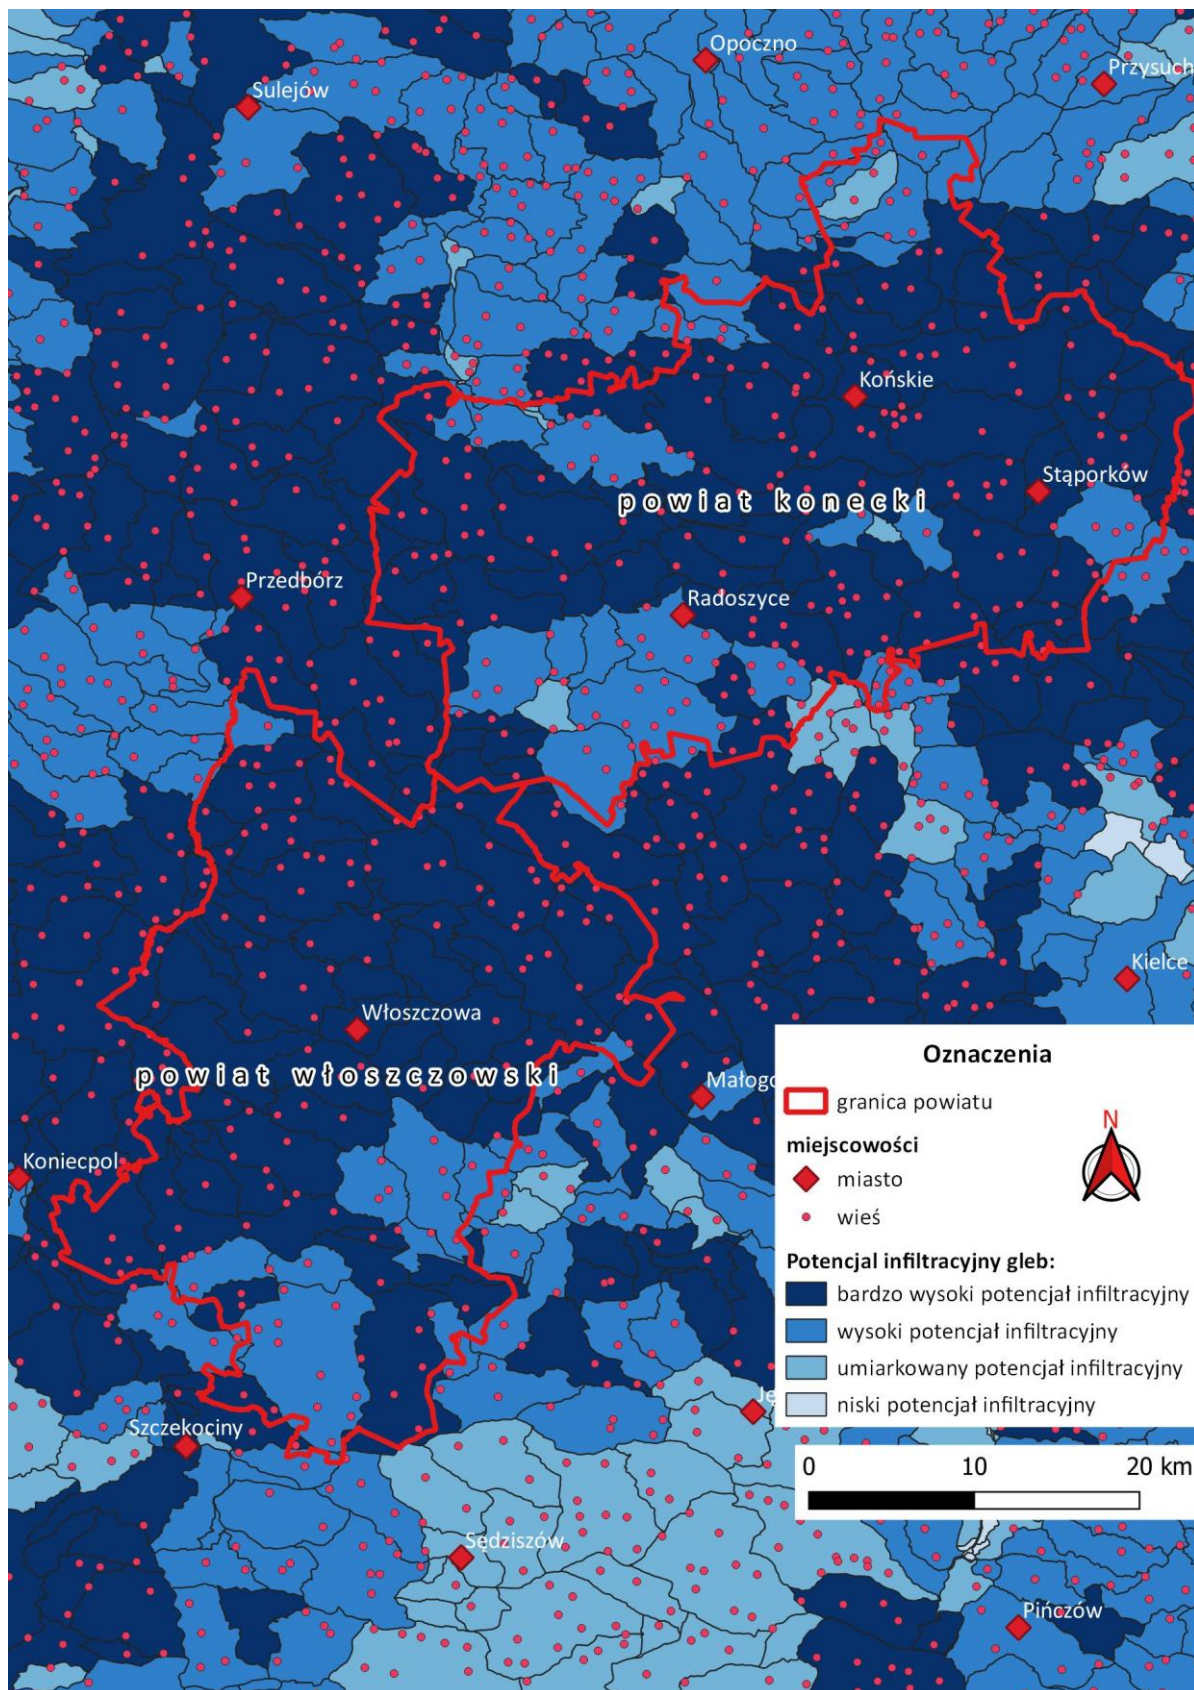 Opoczno
Przysuch
Sulejów
Końskie
Stąporków
powiat konecki
Przedbórz
Radoszyce
Kielce
Włoszczowa
powiat włoszczowski
Małogo
Koniecpol
Szczekociny
Ję
Sędziszów
Pińczów
Oznaczenia
granica powiatu
N
miejscowości
miasto
wieś
Potencjal infiltracyjny gleb:
bardzo wysoki potencjał infiltracyjny
wysoki potencjał infiltracyjny
umiarkowany potencjał infiltracyjny
niski potencjał infiltracyjny
0 10 20 km